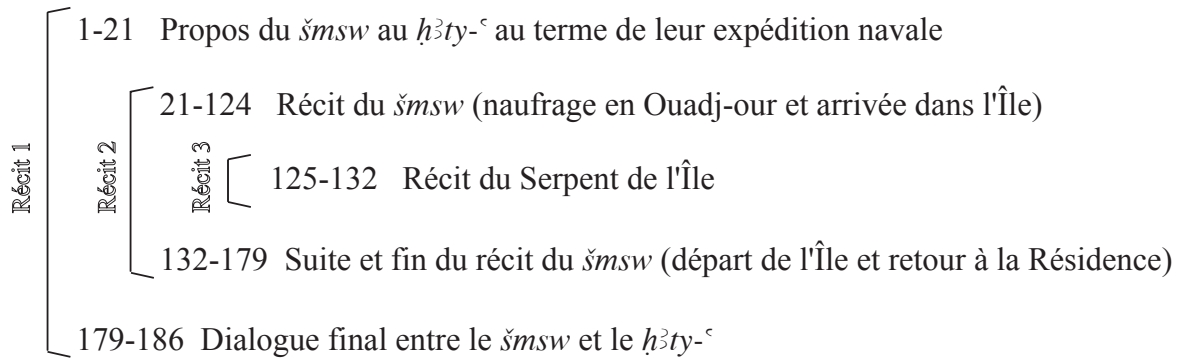 1-21 Propos du šmsw au ḥꜣty-ꜥ au terme de leur expédition navale
21-124 Récit du šmsw (naufrage en Ouadj-our et arrivée dans l'Île)
Récit 1
Récit 2
Récit 3
125-132 Récit du Serpent de l'Île
132-179 Suite et fin du récit du šmsw (départ de l'Île et retour à la Résidence)
179-186 Dialogue final entre le šmsw et le ḥꜣty-ꜥ